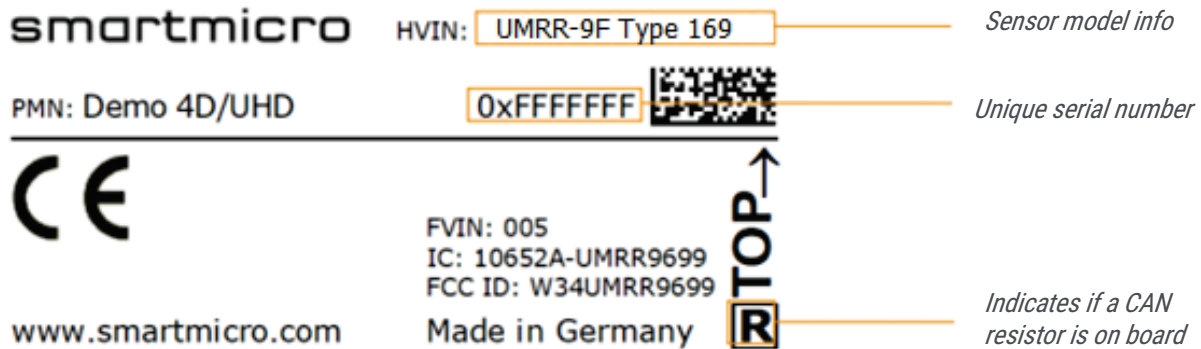 smartmicro HVIN: UMRR-9F Type 169 Sensor model info
PMN: Demo 4D/UHD 0xFFFFFFF Unique serial number
TOP→
FVIN: 005
IC: 10652A-UMRR9699
FCC ID: W34UMRR9699
www.smartmicro.com Made in Germany R
Indicates if a CAN
resistor is on board
CE